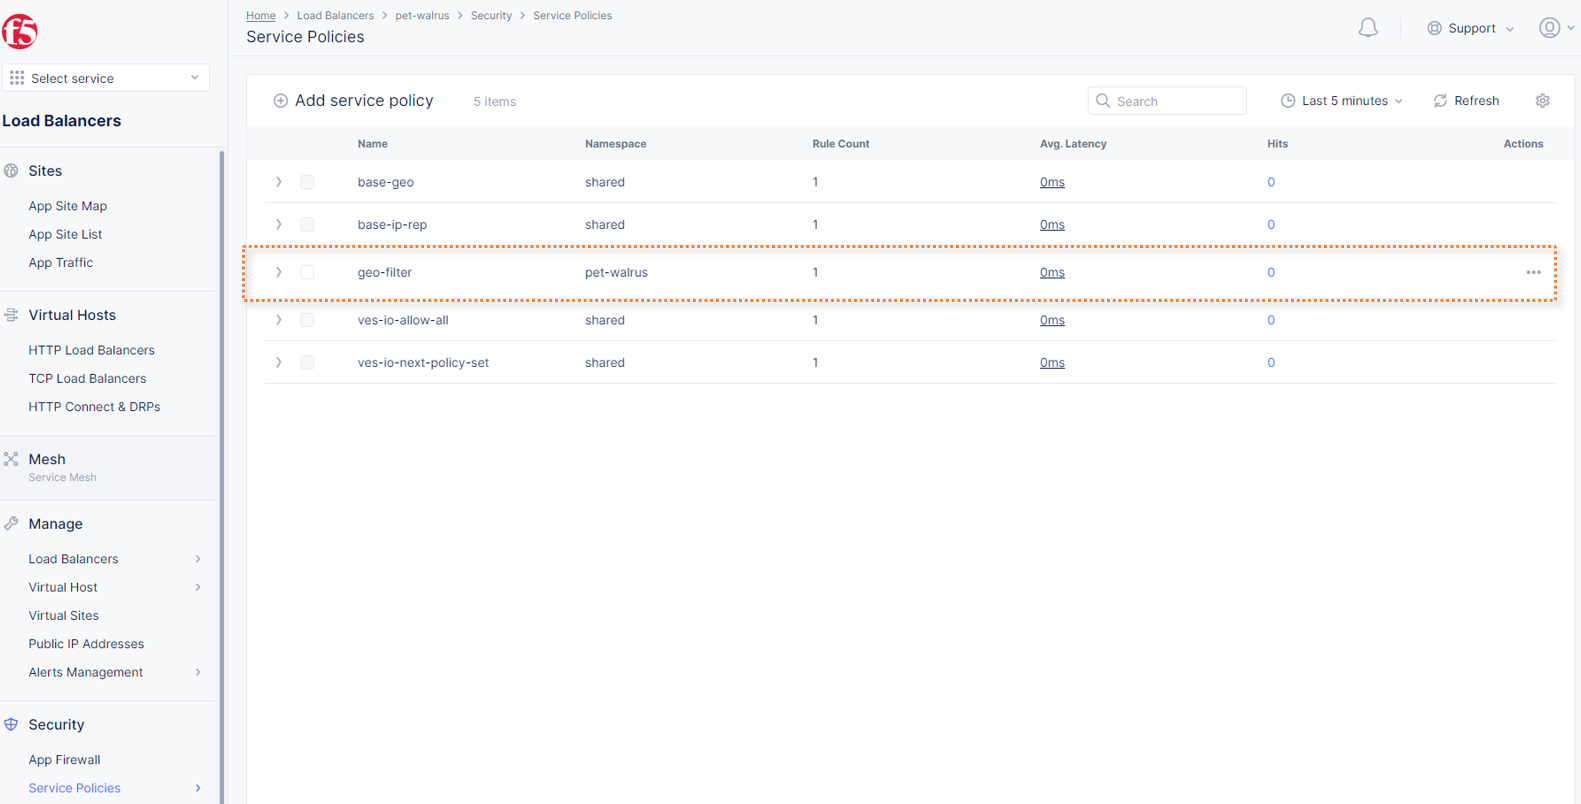 Home > Load Balancers > pet-walrus > Security > Service Policies
Service Policies
Support
f5
Select service
Load Balancers
Sites
App Site Map
App Site List
App Traffic
Virtual Hosts
HTTP Load Balancers
TCP Load Balancers
HTTP Connect & DRPs
Mesh
Service Mesh
Manage
Load Balancers
Virtual Host
Virtual Sites
Public IP Addresses
Alerts Management
Security
App Firewall
Service Policies
Add service policy 5 items Search Last 5 minutes Refresh
Name Namespace Rule Count Avg. Latency Hits Actions
base-geo shared 1 0ms 0
base-ip-rep shared 1 0ms 0
geo-filter pet-walrus 1 0ms 0 •••
ves-io-allow-all shared 1 0ms 0
ves-io-next-policy-set shared 1 0ms 0